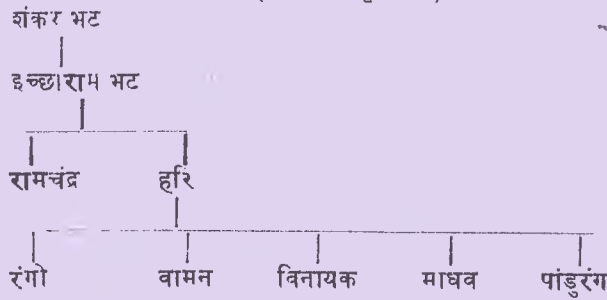 शंकर भट
इच्छाराम भट
रामचंद्र हरि
रंगो वामन विनायक माधव पांडुरंग